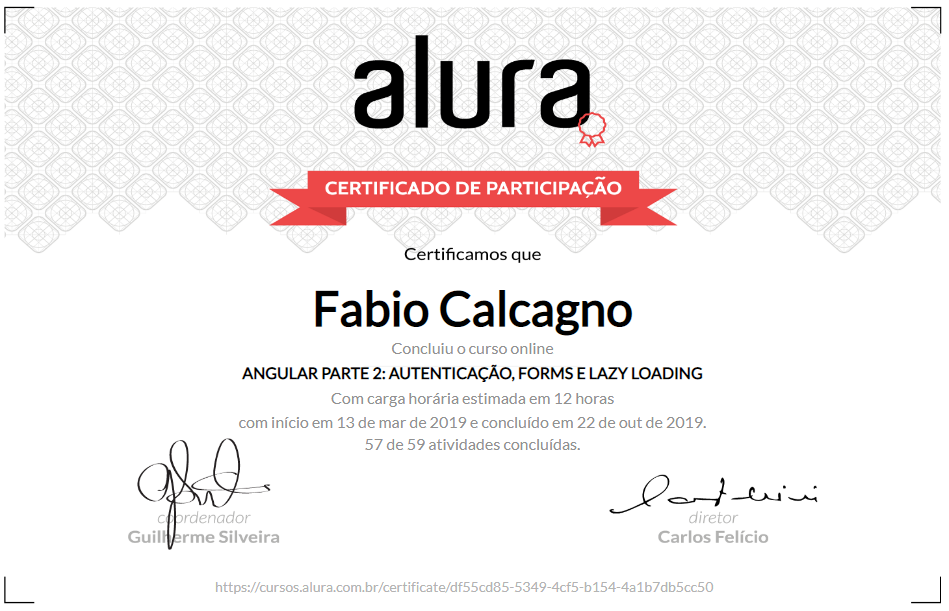 alura
CERTIFICADO DE PARTICIPAÇÃO
Certificamos que
Fabio Calcagno
Concluiu o curso online
ANGULAR PARTE 2: AUTENTICAÇÃO, FORMS E LAZY LOADING
Com carga horária estimada em 12 horas
com início em 13 de mar de 2019 e concluído em 22 de out de 2019.
57 de 59 atividades concluídas.
coordenador
Guilherme Silveira
diretor
Carlos Felício
https://cursos.alura.com.br/certificate/df55cd85-5349-4cf5-b154-4a1b7db5cc50